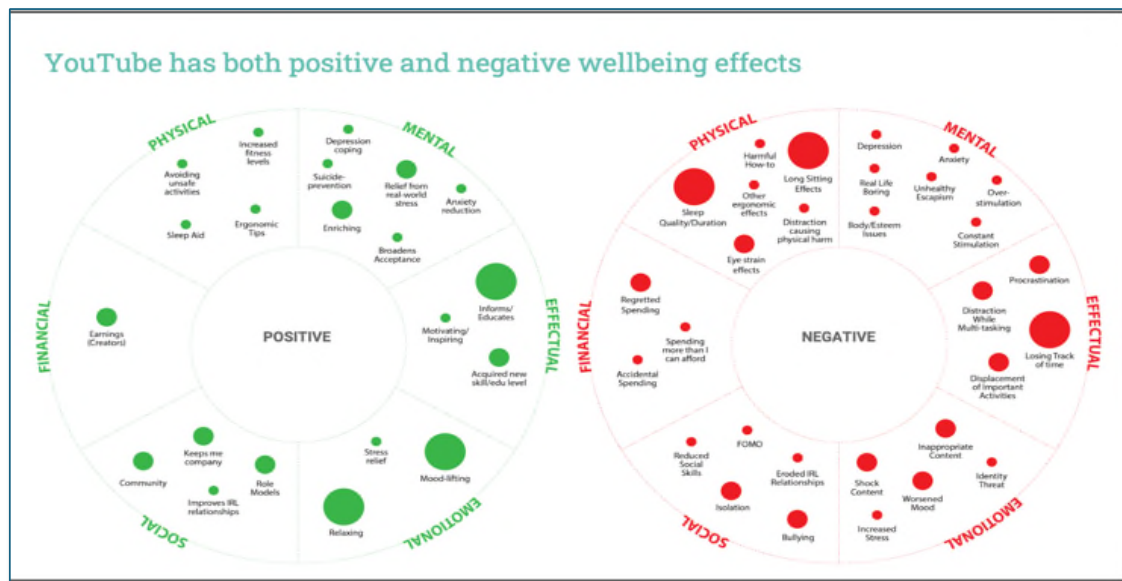 YouTube has both positive and negative wellbeing effects
PHYSICAL
Increased
fitness
levels
Avoiding
unsafe
activities
Sleep Aid
Ergonomic
Tips
MENTAL
Depression
coping
Suicide-
prevention
Relief from
real-world
stress
Anxiety
reduction
Enriching
Broadens
Acceptance
EFFECTUAL
Informs/
Educates
Motivating/
Inspiring
Acquired new
skill/edu level
EMOTIONAL
Stress
relief
Mood-lifting
Relaxing
SOCIAL
Keeps me
company
Community
Role
Models
Improves IRL
relationships
FINANCIAL
Earnings
(Creators)
POSITIVE
PHYSICAL
Harmful
How-to
Long Sitting
Effects
Sleep
Quality/Duration
Other
ergonomic
effects
Distraction
causing
physical harm
Eye strain
effects
MENTAL
Depression
Anxiety
Real Life
Boring
Unhealthy
Escapism
Over-
stimulation
Body/Esteem
Issues
Constant
Stimulation
EFFECTUAL
Procrastination
Distraction
While
Multi-tasking
Losing Track
of time
Displacement
of Important
Activities
EMOTIONAL
Inappropriate
Content
Identity
Threat
Shock
Content
Worsened
Mood
Increased
Stress
SOCIAL
Reduced
Social
Skills
FOMO
Eroded IRL
Relationships
Isolation
Bullying
FINANCIAL
Regretted
Spending
Spending
more than I
can afford
Accidental
Spending
NEGATIVE